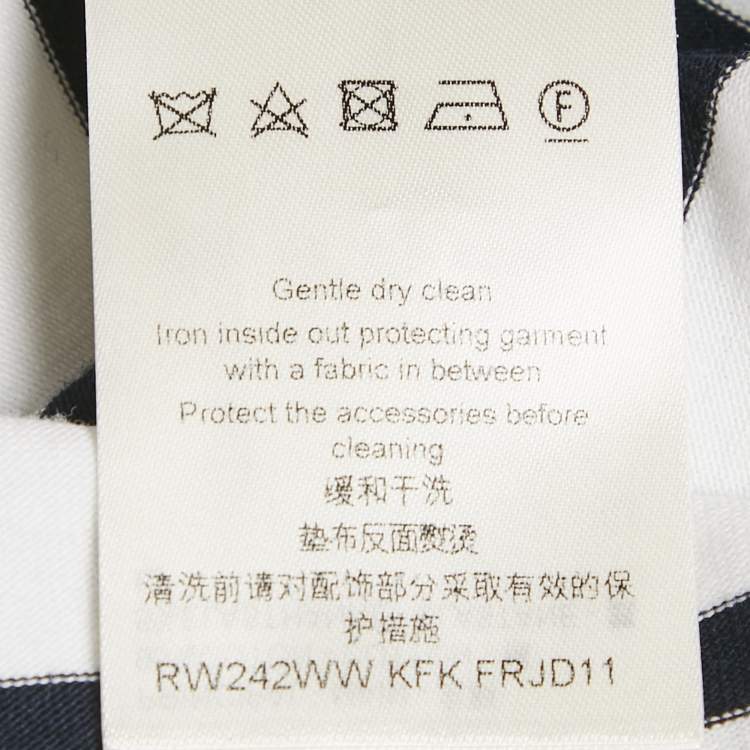 F
Gentle dry clean
Iron inside out protecting garment
with a fabric in between
Protect the accessories before
cleaning
缓和干洗
垫布反面熨烫
清洗前请对配饰部分采取有效的保
护措施
RW242WW KFK FRJD11